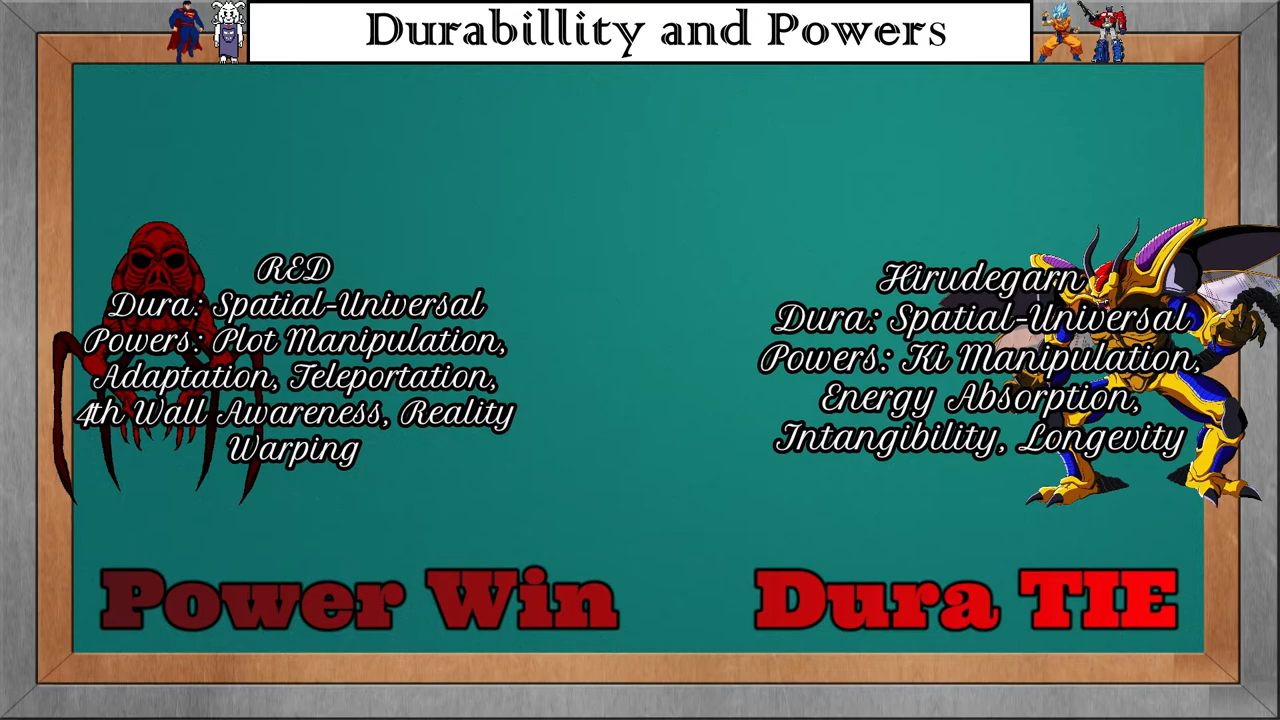 Durabillity and Powers
RED
Dura: Spatial-Universal
Powers: Plot Manipulation,
Adaptation, Teleportation,
4th Wall Awareness, Reality
Warping
Hirudegarn
Dura: Spatial-Universal
Powers: Ki Manipulation,
Energy Absorption,
Intangibility, Longevity
Power Win
Dura TIE